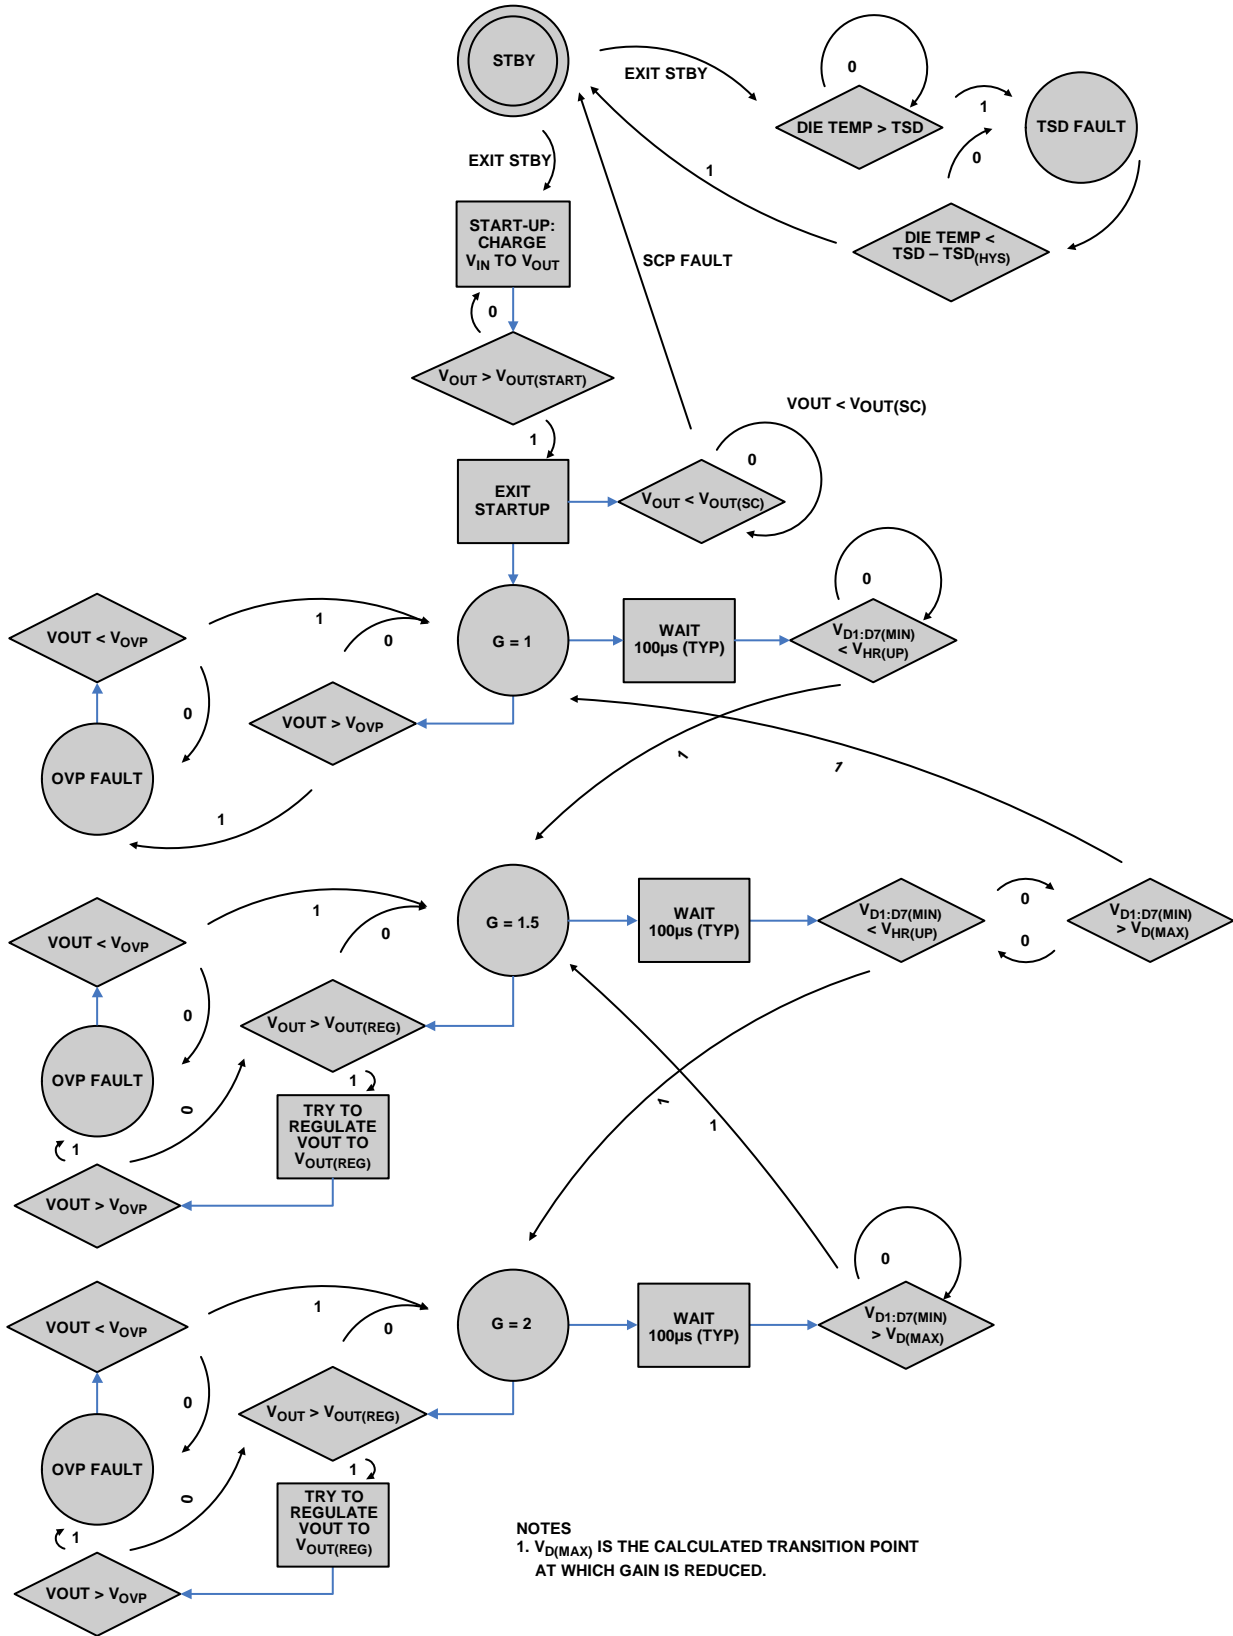 STBY
EXIT STBY
0
DIE TEMP > TSD
1
TSD FAULT
0
EXIT STBY
1
START-UP:
CHARGE
VIN TO VOUT
DIE TEMP <
TSD – TSD(HYS)
SCP FAULT
0
VOUT > VOUT(START)
VOUT < VOUT(SC)
1
0
EXIT
STARTUP
VOUT < VOUT(SC)
0
VOUT < VOVP
1
0
G = 1
WAIT
100µs (TYP)
VD1:D7(MIN)
< VHR(UP)
0
VOUT > VOVP
OVP FAULT
1
1
1
VOUT < VOVP
1
0
G = 1.5
WAIT
100µs (TYP)
VD1:D7(MIN)
< VHR(UP)
0
0
VD1:D7(MIN)
> VD(MAX)
0
VOUT > VOUT(REG)
OVP FAULT
1
0
TRY TO
REGULATE
VOUT TO
VOUT(REG)
1
1
1
VOUT > VOVP
0
VOUT < VOVP
1
0
G = 2
WAIT
100µs (TYP)
VD1:D7(MIN)
> VD(MAX)
0
VOUT > VOUT(REG)
OVP FAULT
1
0
TRY TO
REGULATE
VOUT TO
VOUT(REG)
1
VOUT > VOVP
NOTES
1. VD(MAX) IS THE CALCULATED TRANSITION POINT
AT WHICH GAIN IS REDUCED.